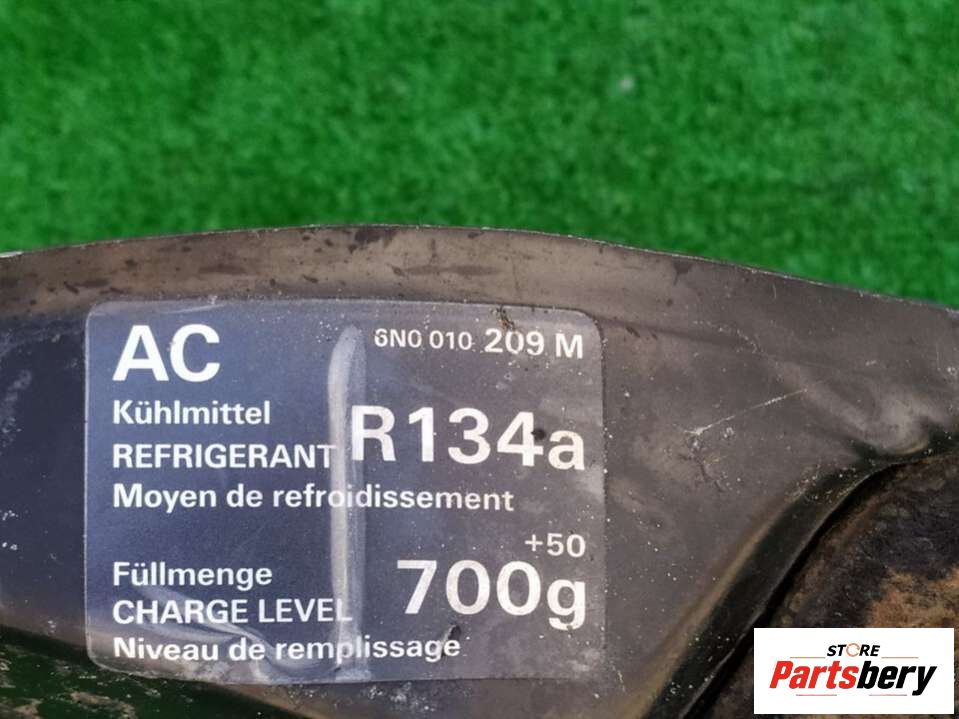 AC
6N0 010 209 M
Kühlmittel
REFRIGERANT R134a
Moyen de refroidissement
+50
Füllmenge
CHARGE LEVEL 700g
Niveau de remplissage
STORE
Partsbery